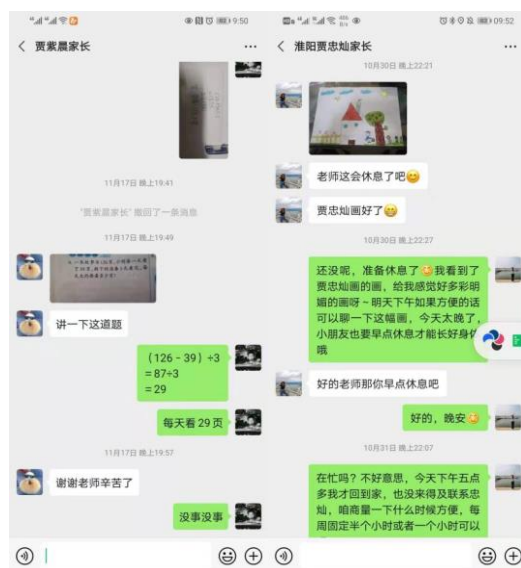 9:50
贾紫晨家长
11月17日 晚上19:41
"贾紫晨家长"撤回了一条消息
11月17日 晚上19:49
讲一下这道题
(126-39)÷3
=87÷3
=29
每天看29页
11月17日 晚上19:57
谢谢老师辛苦了
没事没事
09:52
淮阳贾忠灿家长
10月30日 晚上22:21
老师这会休息了吧
贾忠灿画好了
10月30日 晚上22:27
还没呢，准备休息了 我看到了
贾忠灿画的画，给我感觉好多彩明
媚的画呀~明天下午如果方便的话
可以聊一下这幅画，今天太晚了，
小朋友也要早点休息才能长好身体
哦
好的老师那你早点休息吧
好的，晚安
10月31日 晚上22:07
在忙吗？不好意思，今天下午五点
多我才回到家，也没来得及联系忠
灿，咱商量一下什么时候方便，每
周固定半个小时或者一个小时可以